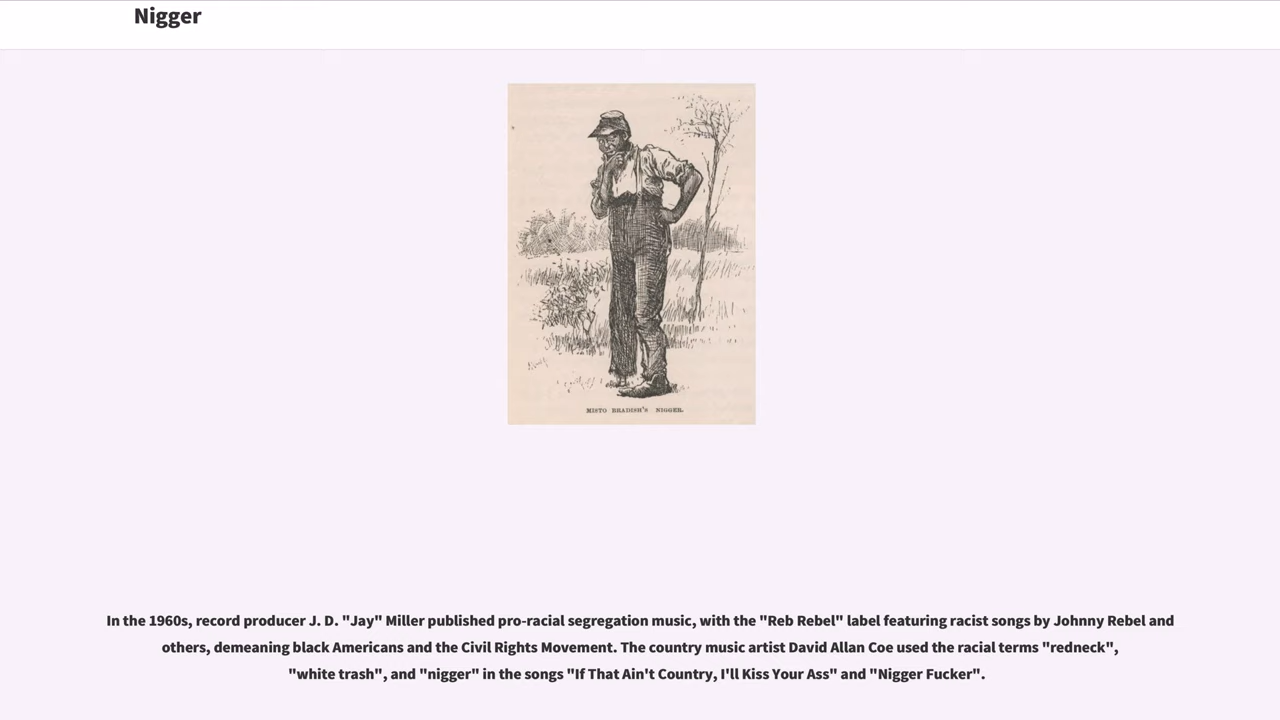 Nigger
MISTO BRADISH'S NIGGER.
In the 1960s, record producer J. D. "Jay" Miller published pro-racial segregation music, with the "Reb Rebel" label featuring racist songs by Johnny Rebel and
others, demeaning black Americans and the Civil Rights Movement. The country music artist David Allan Coe used the racial terms "redneck",
"white trash", and "nigger" in the songs "If That Ain't Country, I'll Kiss Your Ass" and "Nigger Fucker".